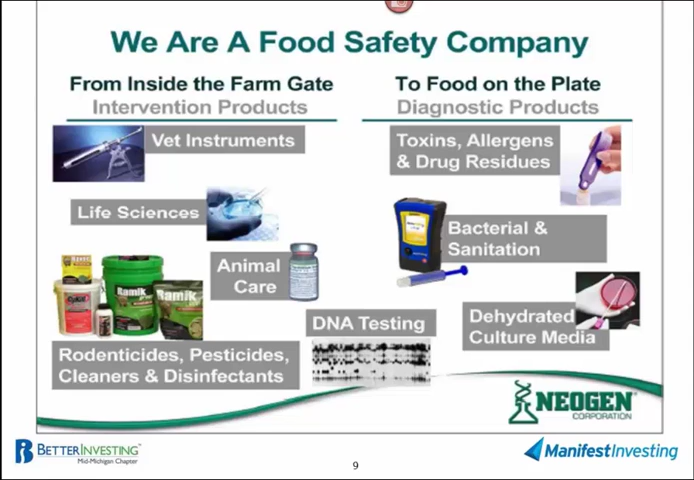 We Are A Food Safety Company
From Inside the Farm Gate
Intervention Products
Vet Instruments
Life Sciences
Animal
Care
Ramik
Ramik
DNA Testing
Rodenticides, Pesticides,
Cleaners & Disinfectants
To Food on the Plate
Diagnostic Products
Toxins, Allergens
& Drug Residues
Bacterial &
Sanitation
Dehydrated
Culture Media
NEOGEN
CORPORATION
BETTERINVESTING™
Mid-Michigan Chapter
9
ManifestInvesting